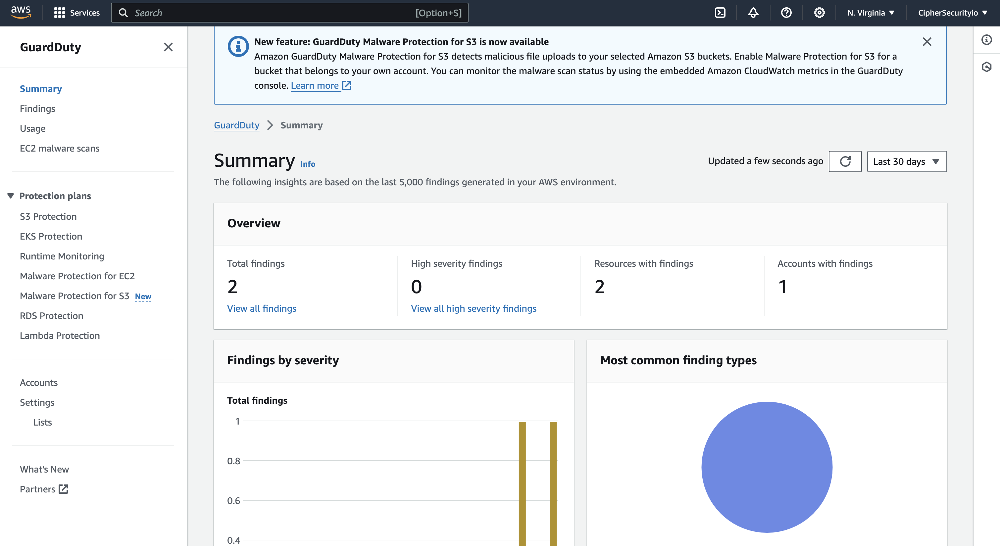 aws
Services
Search
[Option+S]
N. Virginia
CipherSecurityio
GuardDuty
Summary
Findings
Usage
EC2 malware scans
Protection plans
S3 Protection
EKS Protection
Runtime Monitoring
Malware Protection for EC2
Malware Protection for S3 New
RDS Protection
Lambda Protection
Accounts
Settings
Lists
What's New
Partners
New feature: GuardDuty Malware Protection for S3 is now available
Amazon GuardDuty Malware Protection for S3 detects malicious file uploads to your selected Amazon S3 buckets. Enable Malware Protection for S3 for a
bucket that belongs to your own account. You can monitor the malware scan status by using the embedded Amazon CloudWatch metrics in the GuardDuty
console. Learn more
GuardDuty Summary
Summary Info
Updated a few seconds ago
Last 30 days
The following insights are based on the last 5,000 findings generated in your AWS environment.
Overview
Total findings
2
View all findings
High severity findings
0
View all high severity findings
Resources with findings
2
Accounts with findings
1
Findings by severity
Total findings
1
0.8
0.6
0.4
Most common finding types